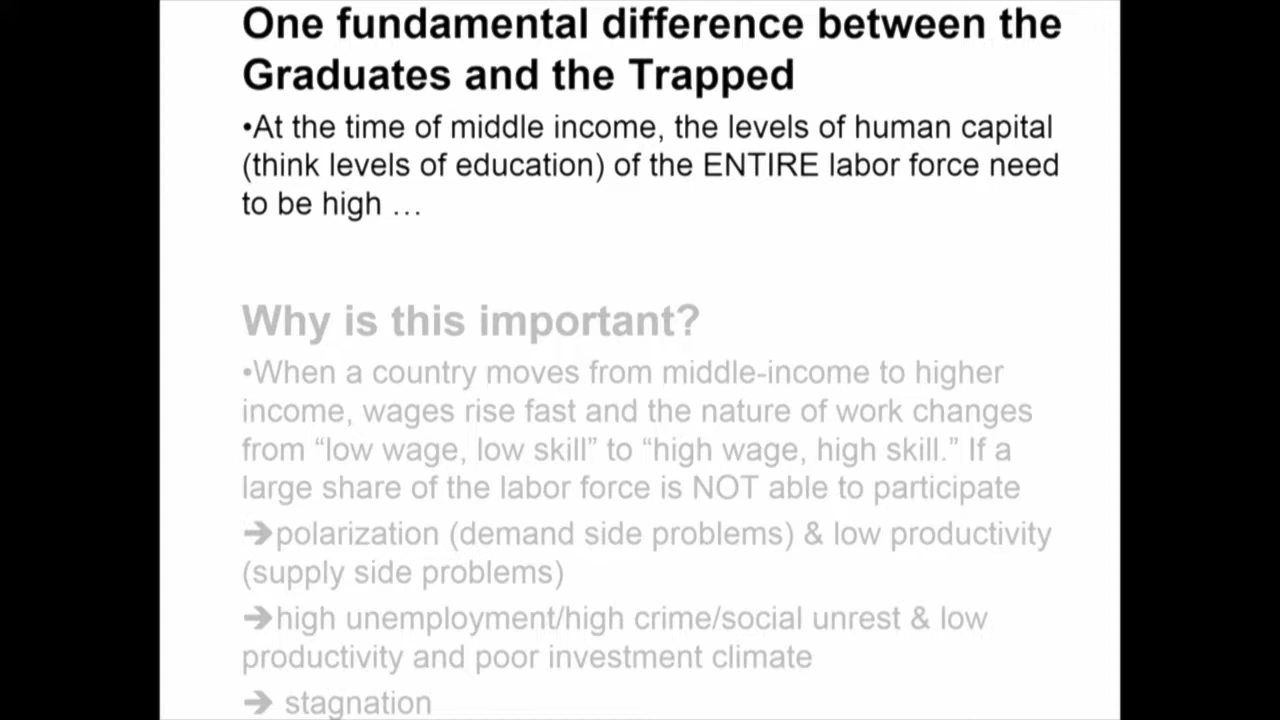 One fundamental difference between the
Graduates and the Trapped
•At the time of middle income, the levels of human capital
(think levels of education) of the ENTIRE labor force need
to be high …
Why is this important?
•When a country moves from middle-income to higher
income, wages rise fast and the nature of work changes
from “low wage, low skill” to “high wage, high skill.” If a
large share of the labor force is NOT able to participate
➔polarization (demand side problems) & low productivity
(supply side problems)
➔high unemployment/high crime/social unrest & low
productivity and poor investment climate
➔ stagnation